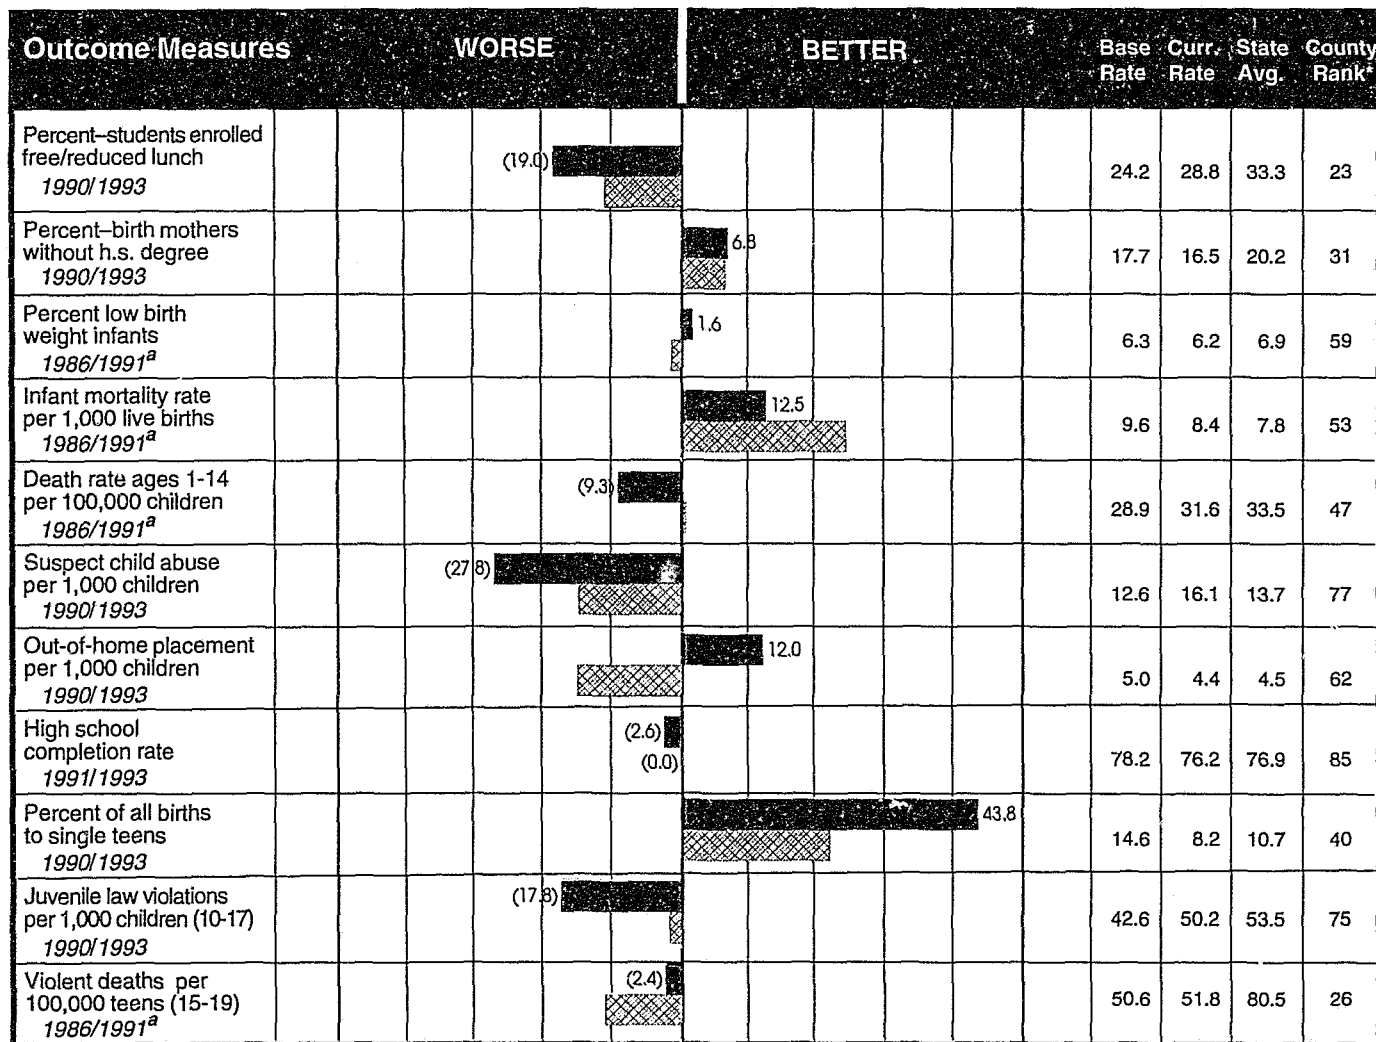 Outcome Measures WORSE BETTER Base Rate Curr. Rate State Avg. County Rank*
Percent–students enrolled
free/reduced lunch
1990/1993
(19.0)
24.2 28.8 33.3 23
Percent–birth mothers
without h.s. degree
1990/1993
6.8
17.7 16.5 20.2 31
Percent low birth
weight infants
1986/1991a
1.6
6.3 6.2 6.9 59
Infant mortality rate
per 1,000 live births
1986/1991a
12.5
9.6 8.4 7.8 53
Death rate ages 1-14
per 100,000 children
1986/1991a
(9.3)
28.9 31.6 33.5 47
Suspect child abuse
per 1,000 children
1990/1993
(27.8)
12.6 16.1 13.7 77
Out-of-home placement
per 1,000 children
1990/1993
12.0
5.0 4.4 4.5 62
High school
completion rate
1991/1993
(2.6)
(0.0)
78.2 76.2 76.9 85
Percent of all births
to single teens
1990/1993
43.8
14.6 8.2 10.7 40
Juvenile law violations
per 1,000 children (10-17)
1990/1993
(17.8)
42.6 50.2 53.5 75
Violent deaths per
100,000 teens (15-19)
1986/1991a
(2.4)
50.6 51.8 80.5 26